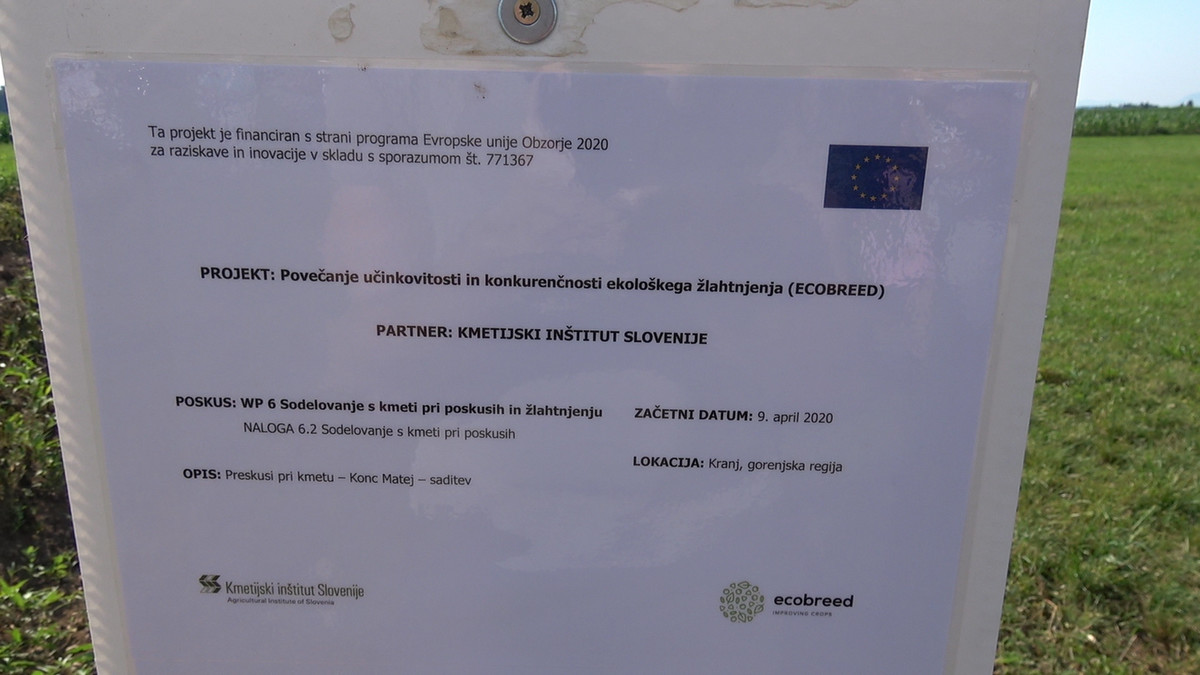 Ta projekt je financiran s strani programa Evropske unije Obzorje 2020
za raziskave in inovacije v skladu s sporazumom št. 771367
PROJEKT: Povečanje učinkovitosti in konkurenčnosti ekološkega žlahtnjenja (ECOBREED)
PARTNER: KMETIJSKI INŠTITUT SLOVENIJE
POSKUS: WP 6 Sodelovanje s kmeti pri poskusih in žlahtnjenju
NALOGA 6.2 Sodelovanje s kmeti pri poskusih
ZAČETNI DATUM: 9. april 2020
OPIS: Preskusi pri kmetu – Konc Matej – saditev
LOKACIJA: Kranj, gorenjska regija
Kmetijski inštitut Slovenije
Agricultural Institute of Slovenia
ecobreed
IMPROVING CROPS